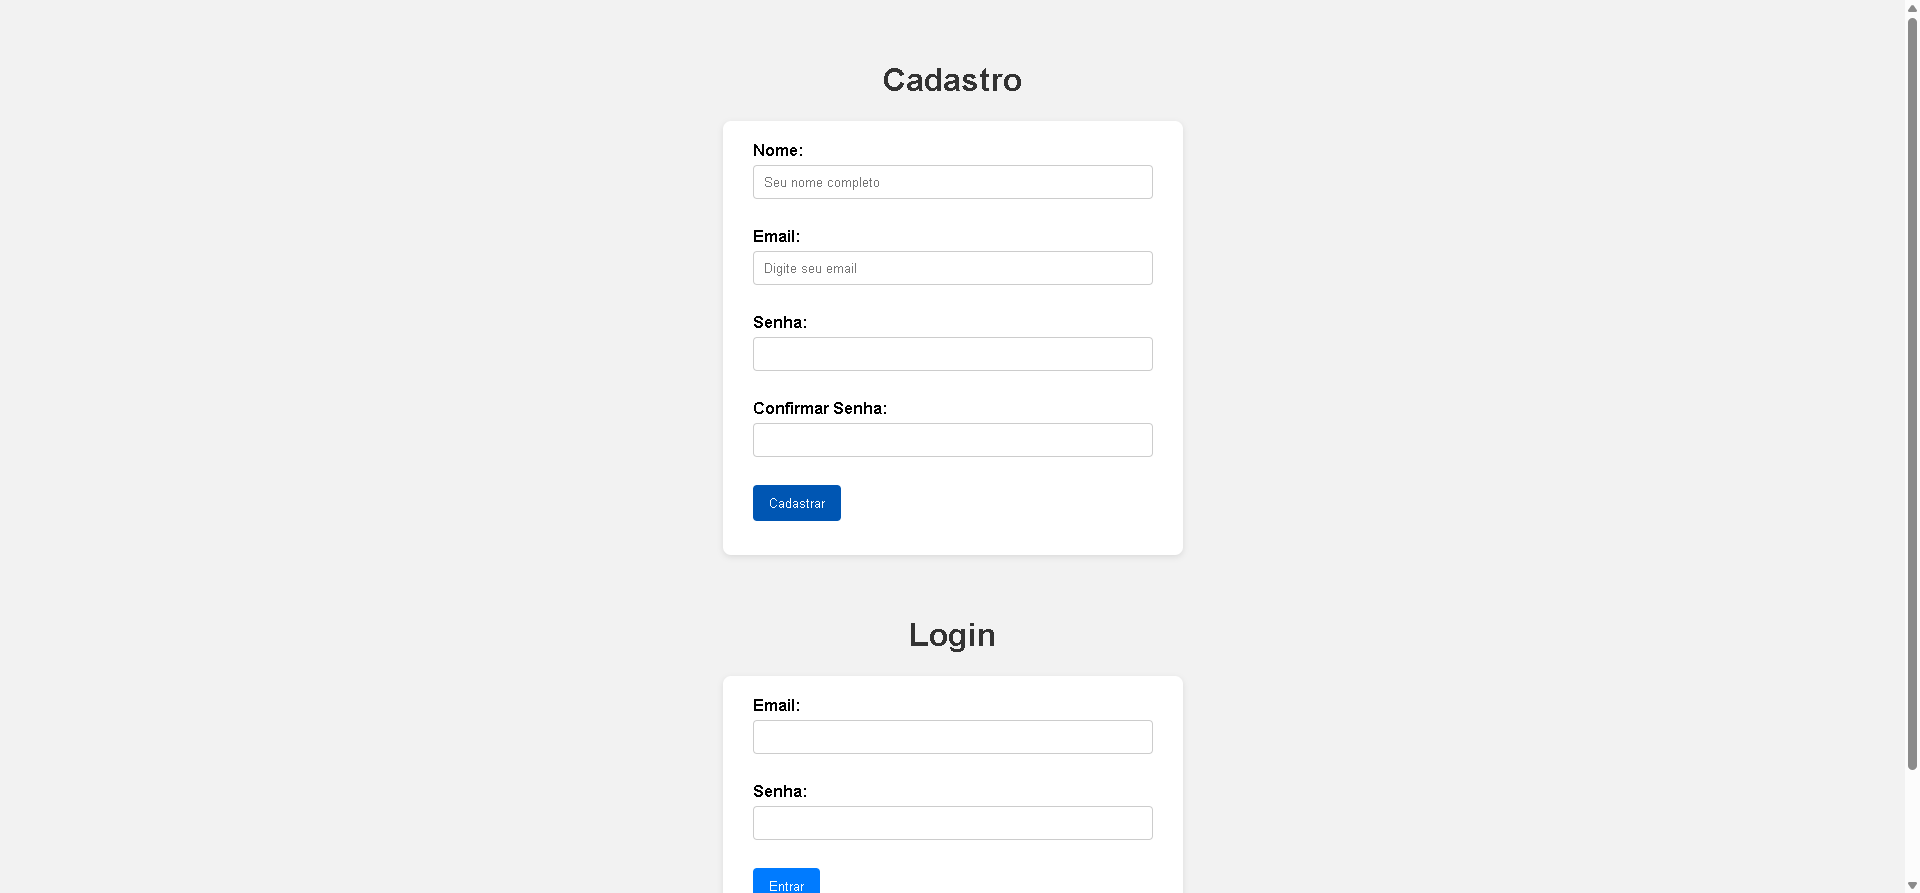 Cadastro
Nome:
Seu nome completo
Email:
Digite seu email
Senha:
Confirmar Senha:
Cadastrar
Login
Email:
Senha:
Entrar